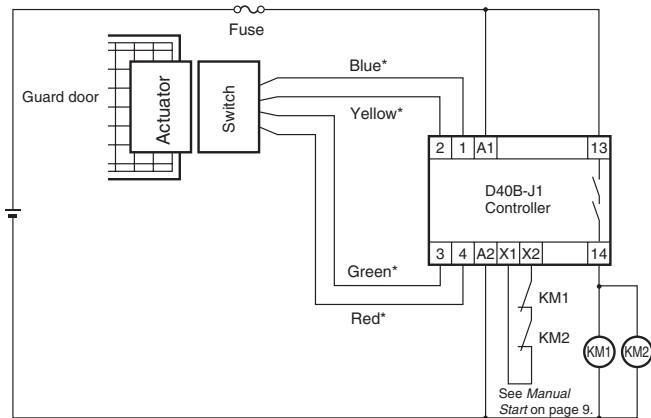 Fuse
Blue*
Guard door
Actuator
Switch
Yellow*
2 1 A1 13
D40B-J1
Controller
3 4 A2 X1 X2 14
Green*
Red*
KM1
KM2
KM1 KM2
See Manual
Start on page 9.